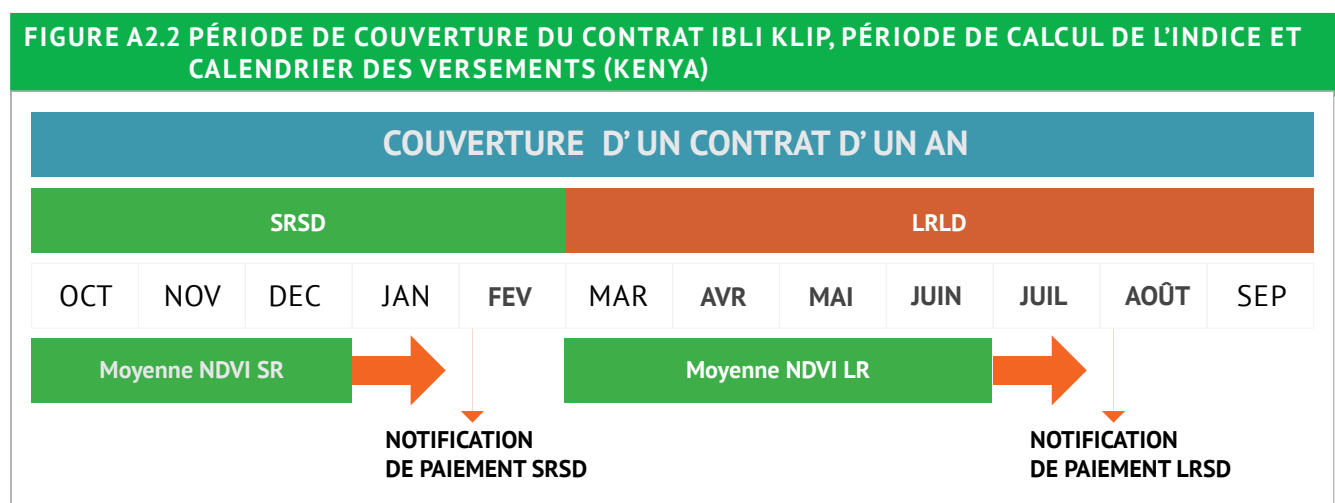 FIGURE A2.2 PÉRIODE DE COUVERTURE DU CONTRAT IBLI KLIP, PÉRIODE DE CALCUL DE L'INDICE ET
CALENDRIER DES VERSEMENTS (KENYA)
COUVERTURE D' UN CONTRAT D' UN AN
SRSD LRLD
OCT NOV DEC JAN FEV MAR AVR MAI JUIN JUIL AOÛT SEP
Moyenne NDVI SR Moyenne NDVI LR
NOTIFICATION
DE PAIEMENT SRSD
NOTIFICATION
DE PAIEMENT LRSD